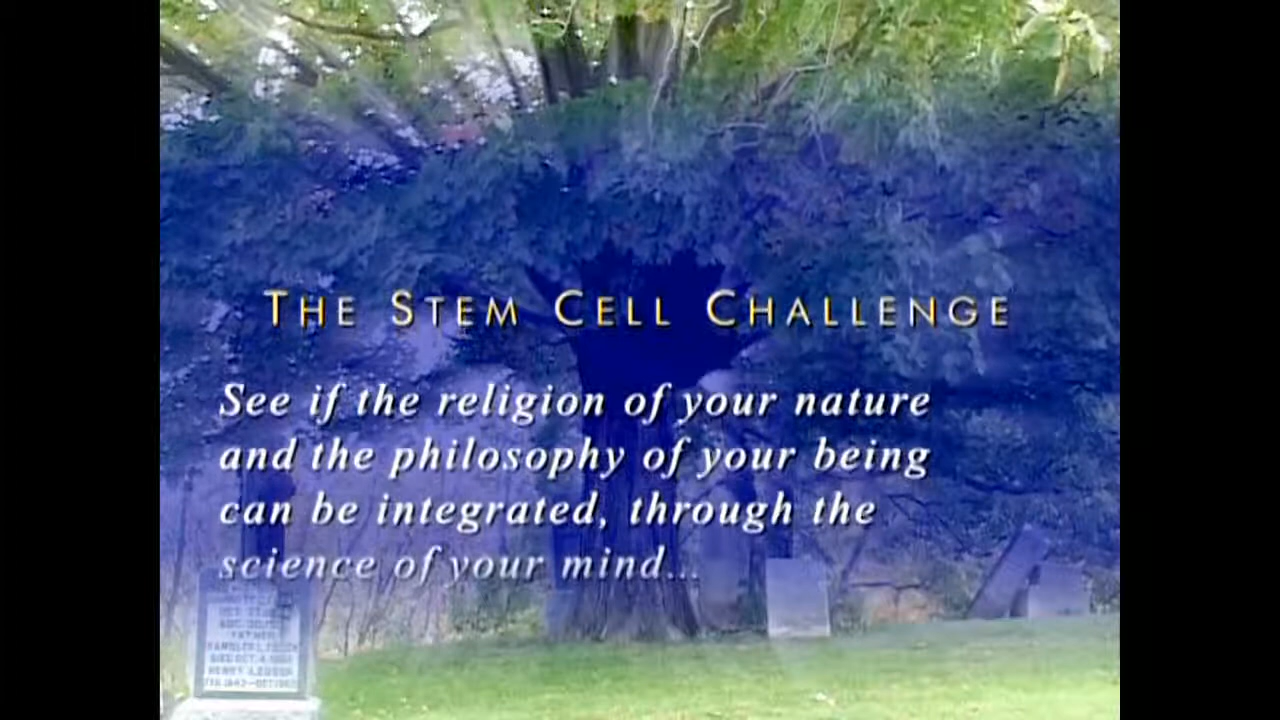 THE STEM CELL CHALLENGE
See if the religion of your nature
and the philosophy of your being
can be integrated, through the
science of your mind...
FATHER